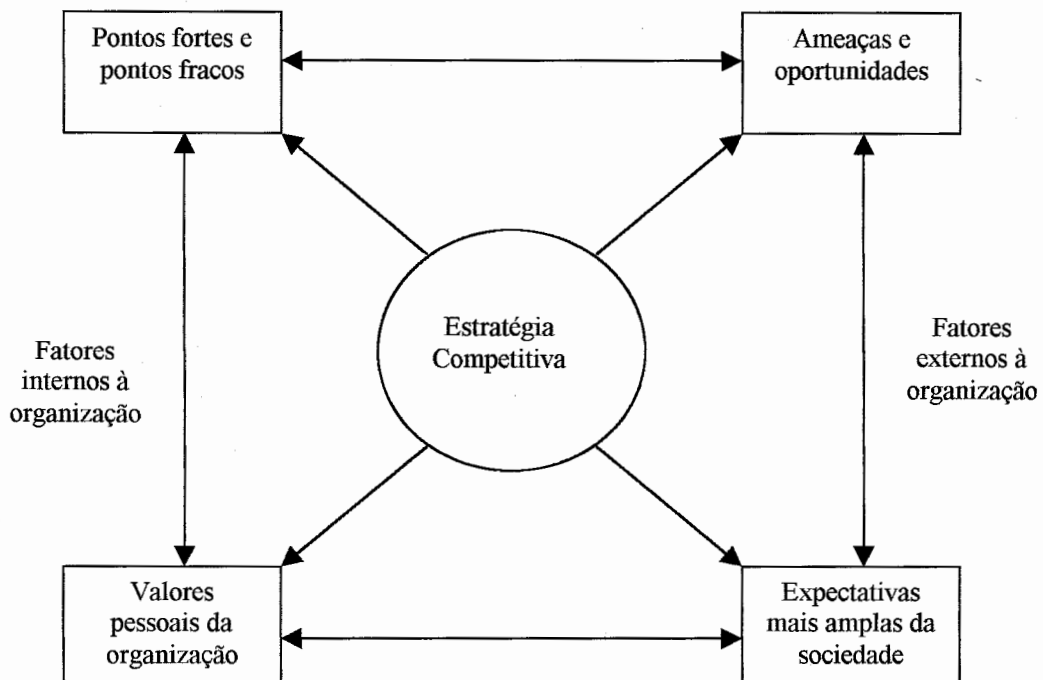 Pontos fortes e
pontos fracos
Ameaças e
oportunidades
Estratégia
Competitiva
Fatores
internos à
organização
Fatores
externos à
organização
Valores
pessoais da
organização
Expectativas
mais amplas da
sociedade